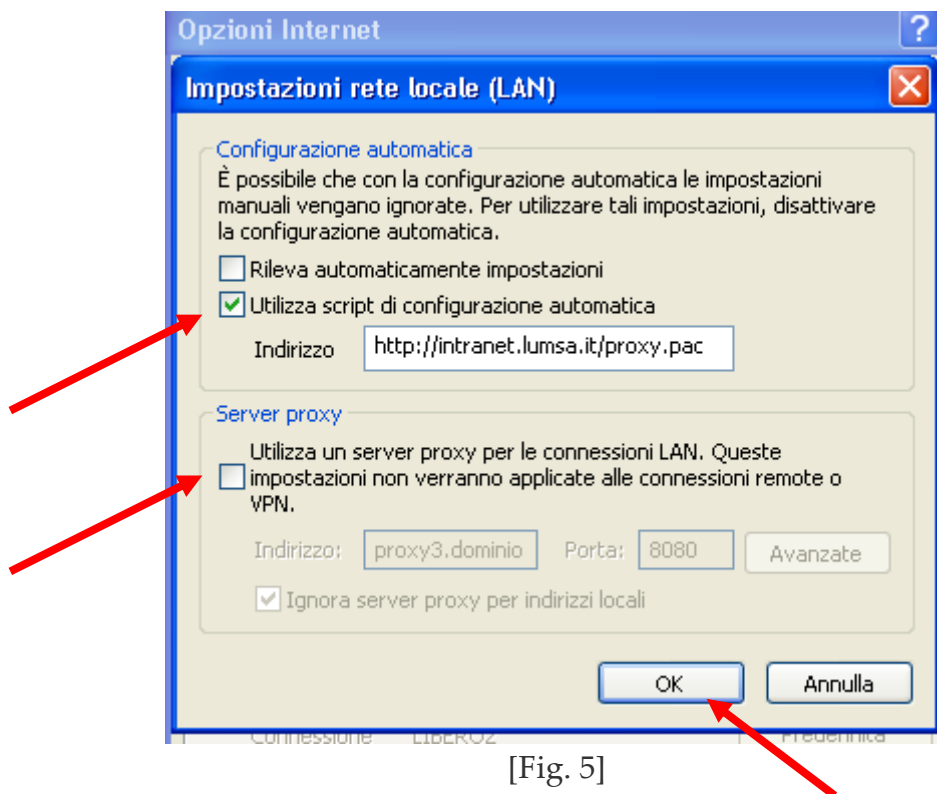 Opzioni Internet
?
Impostazioni rete locale (LAN)
Configurazione automatica
È possibile che con la configurazione automatica le impostazioni
manuali vengano ignorate. Per utilizzare tali impostazioni, disattivare
la configurazione automatica.
Rileva automaticamente impostazioni
Utilizza script di configurazione automatica
Indirizzo http://intranet.lumsa.it/proxy.pac
Server proxy
Utilizza un server proxy per le connessioni LAN. Queste
impostazioni non verranno applicate alle connessioni remote o
VPN.
Indirizzo: proxy3.dominio Porta: 8080 Avanzate
Ignora server proxy per indirizzi locali
OK Annulla
Connessione
[Fig. 5]